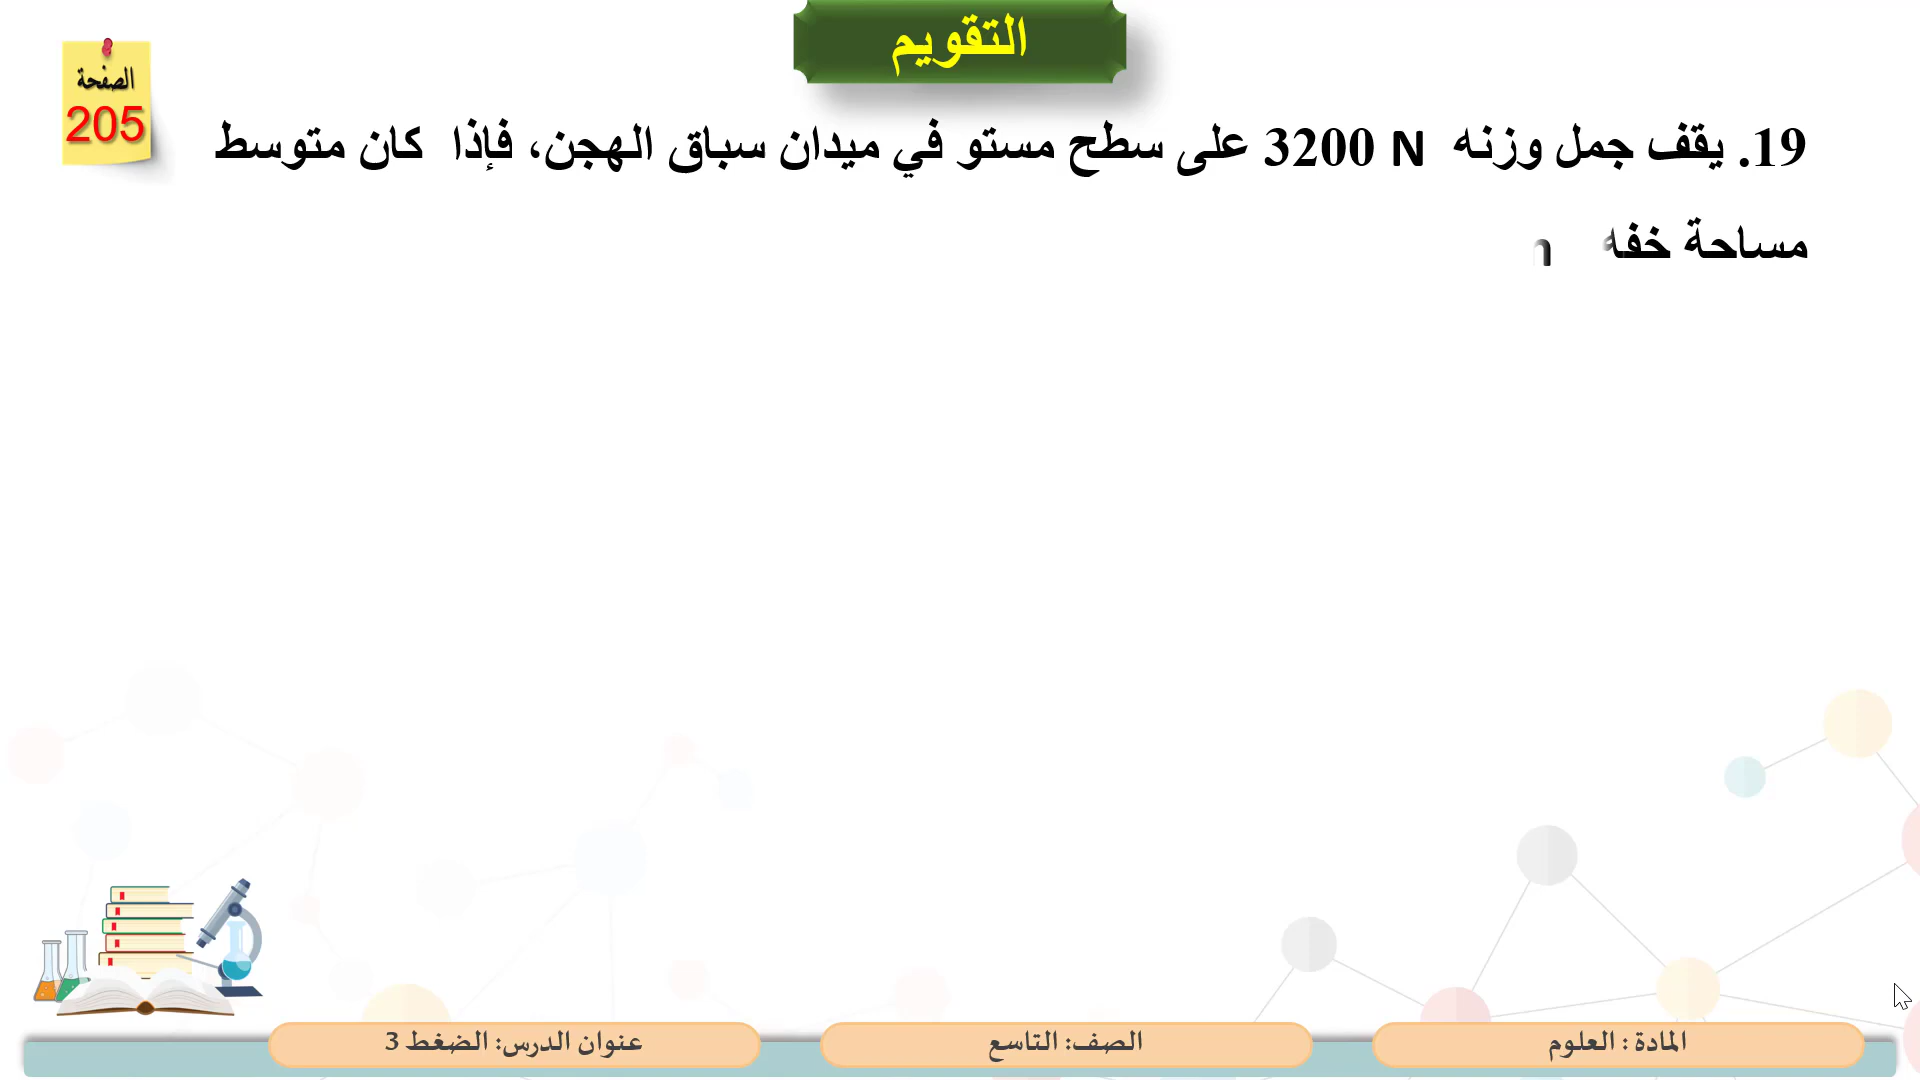 التقويم
الصفحة
205
19. يقف جمل وزنه 3200 N على سطح مستو في ميدان سباق الهجن، فإذا كان متوسط
مساحة خفه
المادة : العلوم
الصف: التاسع
عنوان الدرس: الضغط 3